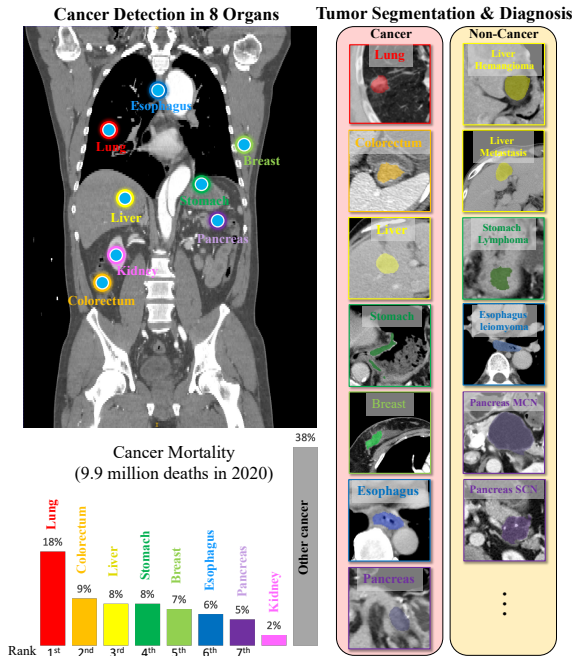 Cancer Detection in 8 Organs
Esophagus
Lung
Breast
Stomach
Liver
Pancreas
Kidney
Colorectum
Cancer Mortality
(9.9 million deaths in 2020)
Lung
Colorectum
Liver
Stomach
Breast
Esophagus
Pancreas
Kidney
Other cancer
18%
9%
8%
8%
7%
6%
5%
2%
38%
Rank 1st 2nd 3rd 4th 5th 6th 7th
Tumor Segmentation & Diagnosis
Cancer
Lung
Colorectum
Liver
Stomach
Breast
Esophagus
Pancreas
Non-Cancer
Liver
Hemangioma
Liver
Metastasis
Stomach
Lymphoma
Esophagus
leiomyoma
Pancreas MCN
Pancreas SCN
⋮